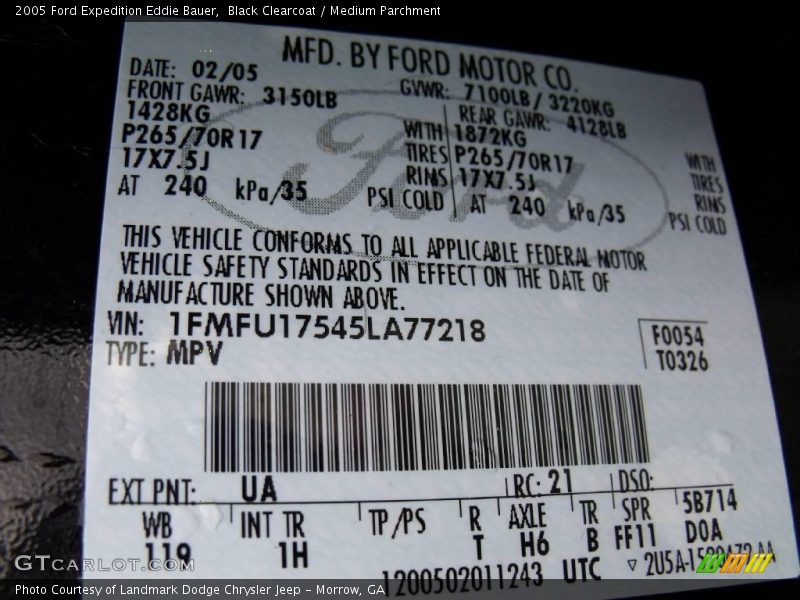 2005 Ford Expedition Eddie Bauer,  Black Clearcoat / Medium Parchment
MFD. BY FORD MOTOR CO.
DATE: 02/05 GVWR: 7100LB / 3220KG
FRONT GAWR: 3150LB REAR GAWR: 4128LB
1428KG WITH 1872KG WITH
P265/70R17 TIRES P265/70R17 TIRES
17X7.5J RIMS 17X7.5J RIMS
AT 240 kPa/35 PSI COLD AT 240 kPa/35 PSI COLD
Ford
THIS VEHICLE CONFORMS TO ALL APPLICABLE FEDERAL MOTOR
VEHICLE SAFETY STANDARDS IN EFFECT ON THE DATE OF
MANUFACTURE SHOWN ABOVE.
VIN: 1FMFU17545LA77218 F0054
TYPE: MPV T0326
EXT PNT: UA RC: 21 DSO:
WB INT TR TP/PS R AXLE TR SPR 5B714
119 1H T H6 B FF11 D0A
1200502011243 UTC
GTCARLOT.COM
Photo Courtesy of Landmark Dodge Chrysler Jeep - Morrow, GA